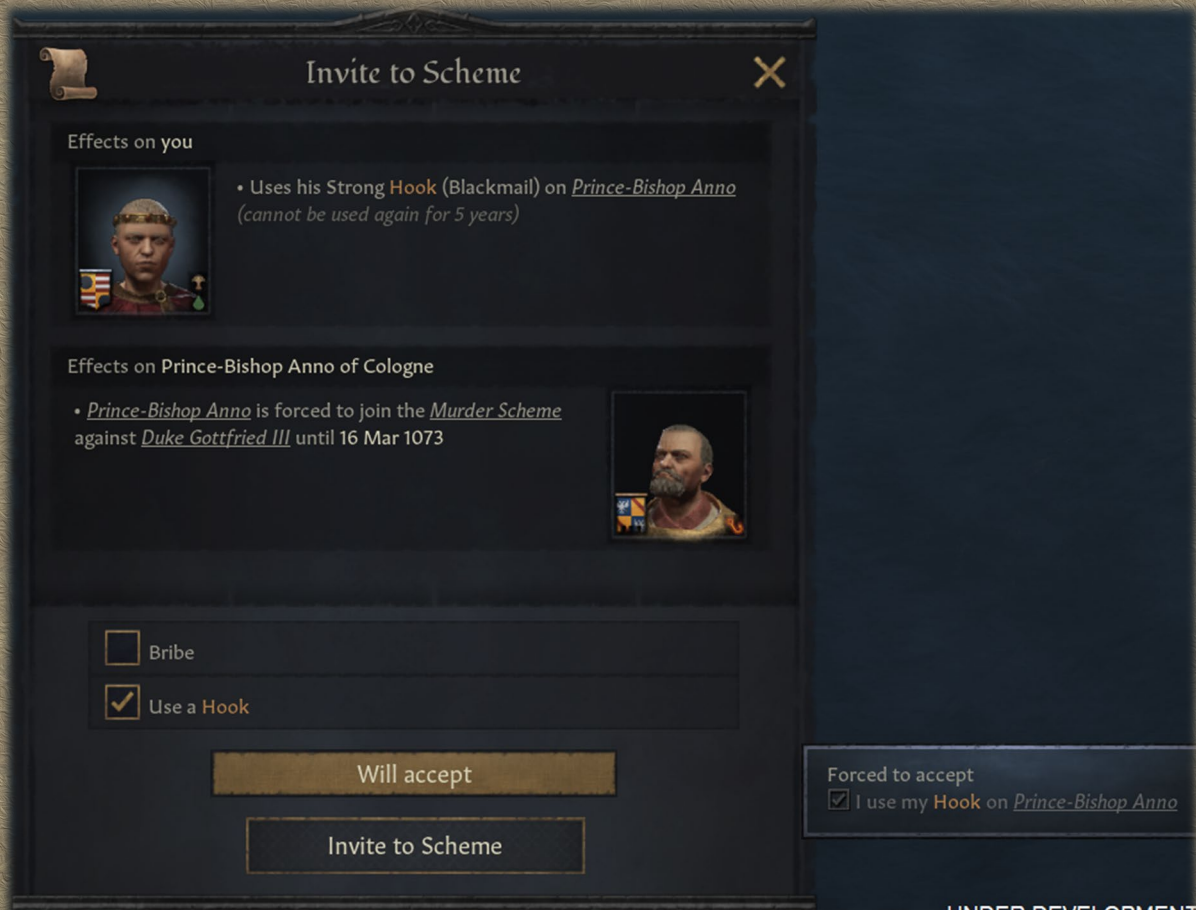 Invite to Scheme
Effects on you
• Uses his Strong Hook (Blackmail) on Prince-Bishop Anno
(cannot be used again for 5 years)
Effects on Prince-Bishop Anno of Cologne
• Prince-Bishop Anno is forced to join the Murder Scheme
against Duke Gottfried III until 16 Mar 1073
Bribe
Use a Hook
Will accept
Forced to accept
I use my Hook on Prince-Bishop Anno
Invite to Scheme
UNDER DEVELOPMENT